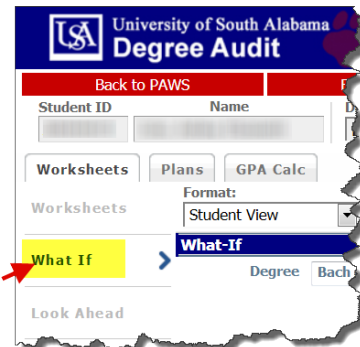 USA
University of South Alabama
Degree Audit
Back to PAWS
Student ID Name
Worksheets Plans GPA Calc
Worksheets
Format:
Student View
What If
What-If
Degree Bach
Look Ahead